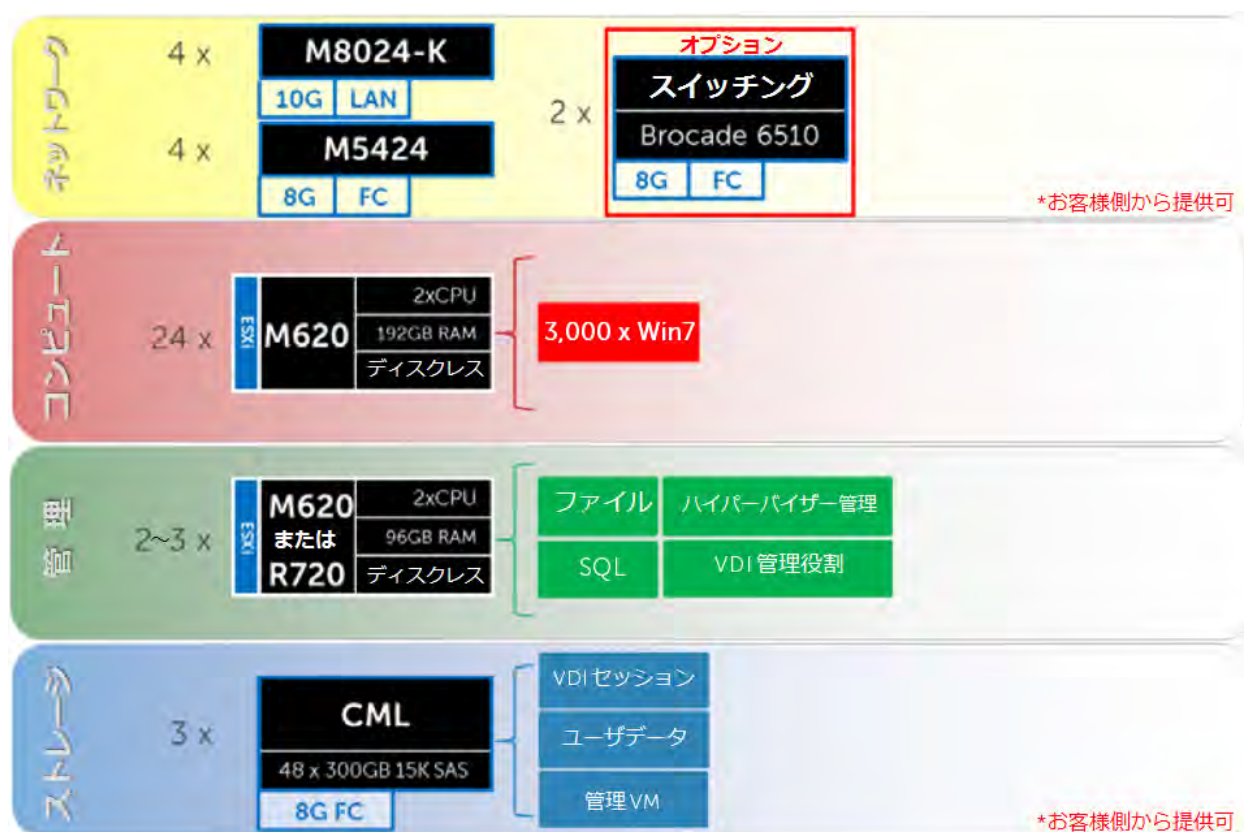 ネットワーク
4 x
M8024-K
10G LAN
4 x
M5424
8G FC
2 x
オプション
スイッチング
Brocade 6510
8G FC
*お客様側から提供可
コンピュート
24 x
ESXi
M620
2xCPU
192GB RAM
ディスクレス
3,000 x Win7
管理
2~3 x
ESXi
M620
または
R720
2xCPU
96GB RAM
ディスクレス
ファイル
ハイパーバイザー管理
SQL
VDI管理役割
ストレージ
3 x
CML
48 x 300GB 15K SAS
8G FC
VDIセッション
ユーザデータ
管理VM
*お客様側から提供可